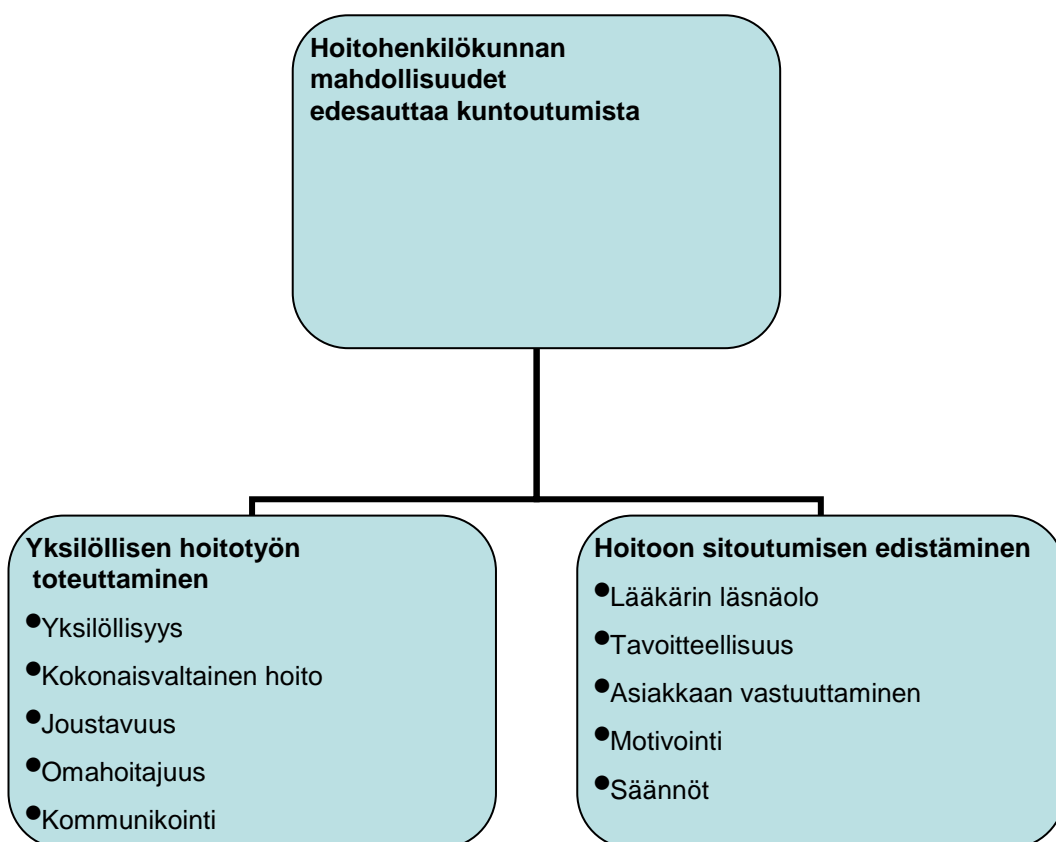 Hoitohenkilökunnan
mahdollisuudet
edesauttaa kuntoutumista
Yksilöllisen hoitotyön
toteuttaminen
●Yksilöllisyys
●Kokonaisvaltainen hoito
●Joustavuus
●Omahoitajuus
●Kommunikointi
Hoitoon sitoutumisen edistäminen
●Lääkärin läsnäolo
●Tavoitteellisuus
●Asiakkaan vastuuttaminen
●Motivointi
●Säännöt